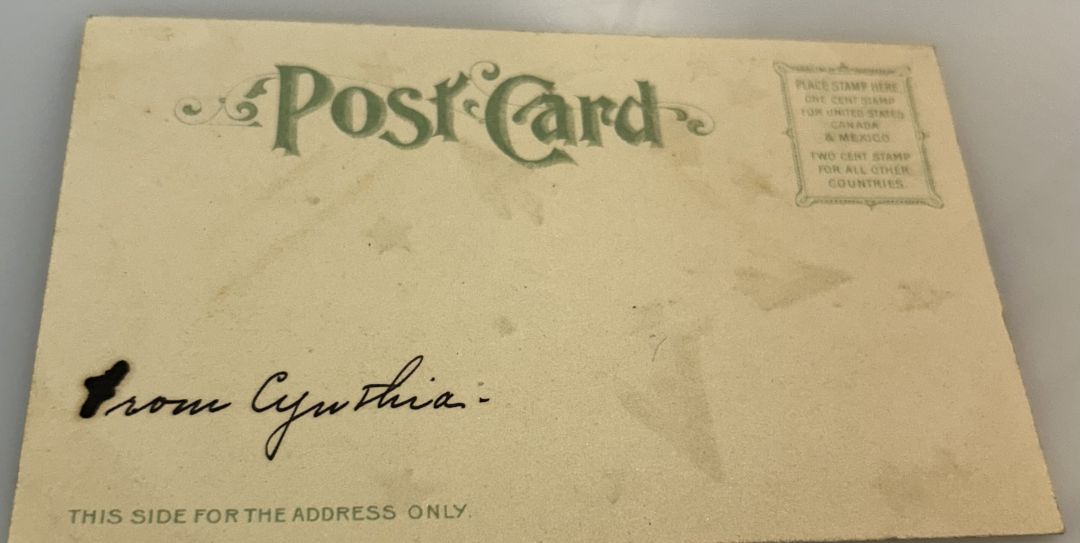 Post Card
PLACE STAMP HERE.
ONE CENT STAMP
FOR UNITED STATES
CANADA
& MEXICO
TWO CENT STAMP
FOR ALL OTHER
COUNTRIES.
From Cynthia.-
THIS SIDE FOR THE ADDRESS ONLY.